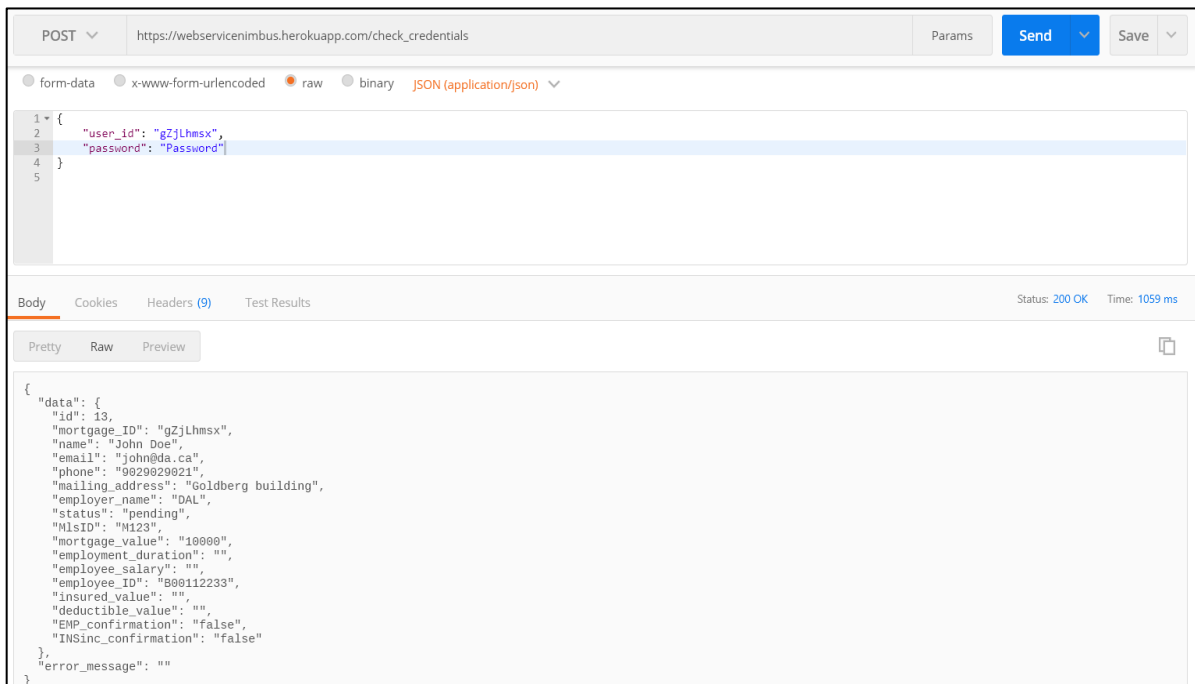 POST https://webservicenimbus.herokuapp.com/check_credentials Params Send Save
form-data x-www-form-urlencoded raw binary JSON (application/json)
1 {
2 "user_id": "gZjLhmsx",
3 "password": "Password"
4 }
5
Body Cookies Headers (9) Test Results Status: 200 OK Time: 1059 ms
Pretty Raw Preview
{
"data": {
"id": 13,
"mortgage_ID": "gZjLhmsx",
"name": "John Doe",
"email": "john@da.ca",
"phone": "9029029021",
"mailing_address": "Goldberg building",
"employer_name": "DAL",
"status": "pending",
"MlsID": "M123",
"mortgage_value": "10000",
"employment_duration": "",
"employee_salary": "",
"employee_ID": "B00112233",
"insured_value": "",
"deductible_value": "",
"EMP_confirmation": "false",
"INSinc_confirmation": "false"
},
"error_message": ""
}